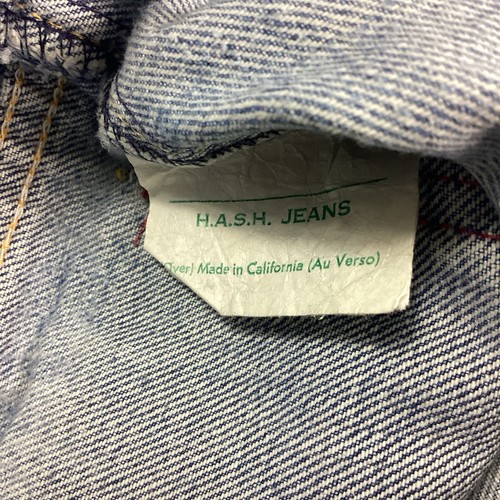 H.A.S.H. JEANS
Made in California (Au Verso)